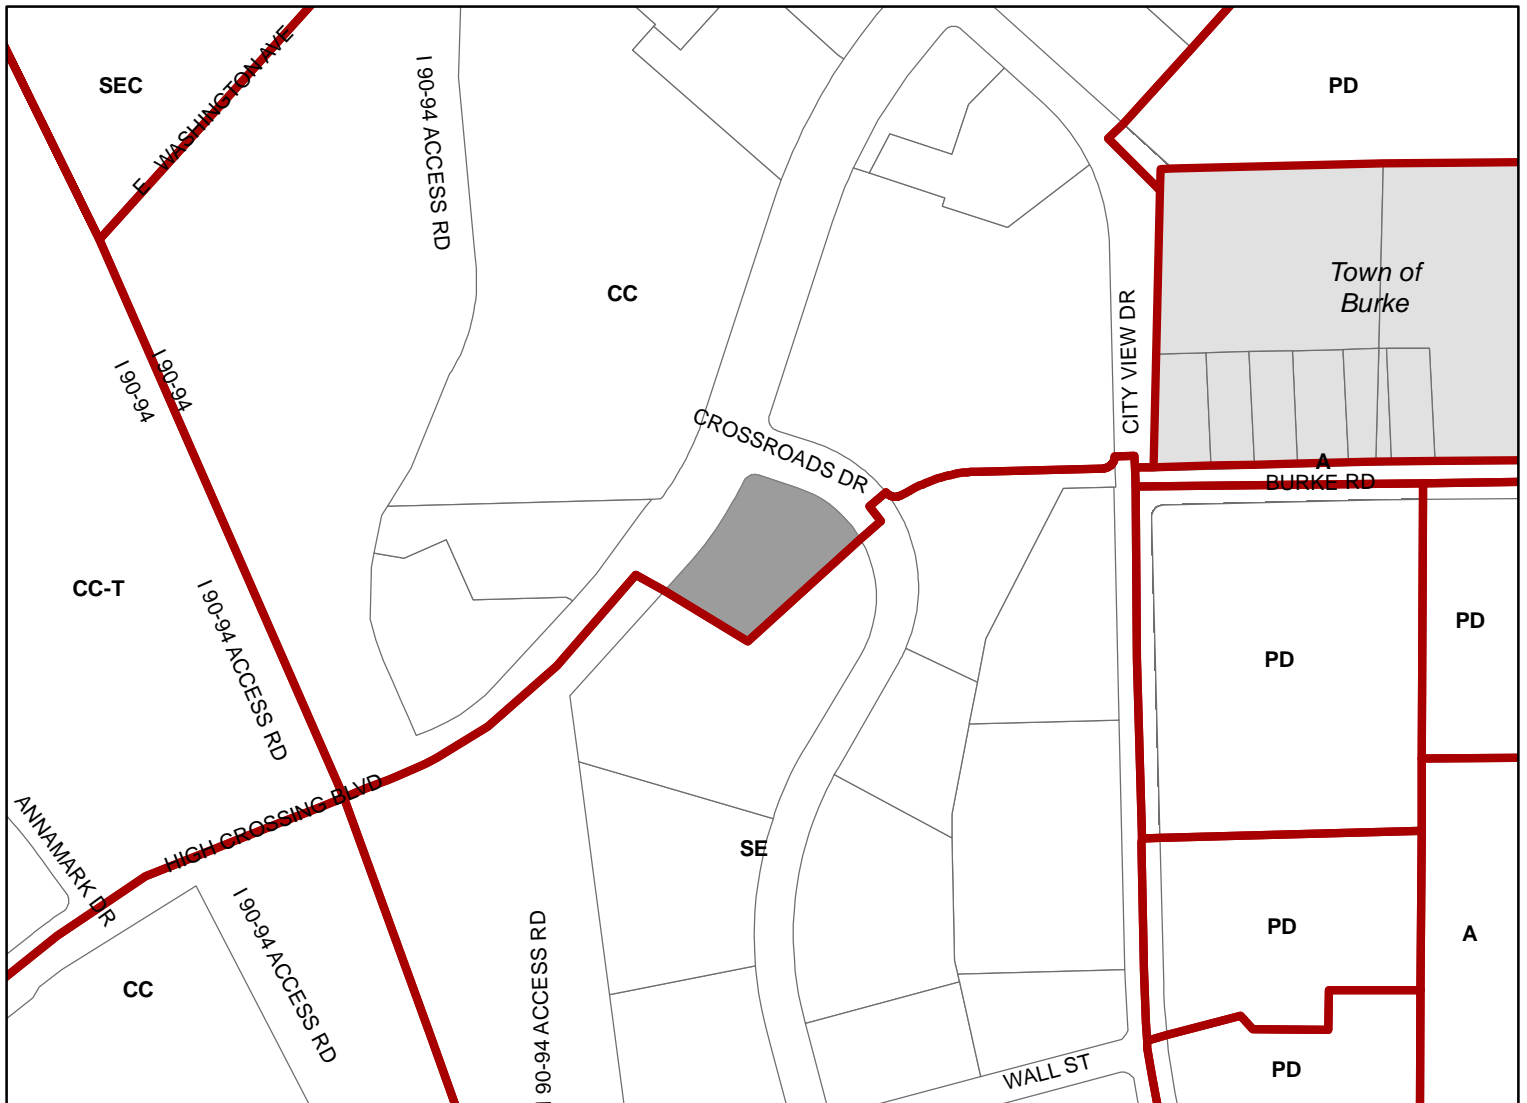 SEC
E WASHINGTON AVE
I 90-94 ACCESS RD
PD
CC
Town of
Burke
CITY VIEW DR
I 90-94
I 90-94
CROSSROADS DR
A
BURKE RD
CC-T
I 90-94 ACCESS RD
PD
PD
HIGH CROSSING BLVD
ANNAMARK DR
SE
I 90-94 ACCESS RD
I 90-94 ACCESS RD
PD
A
CC
WALL ST
PD